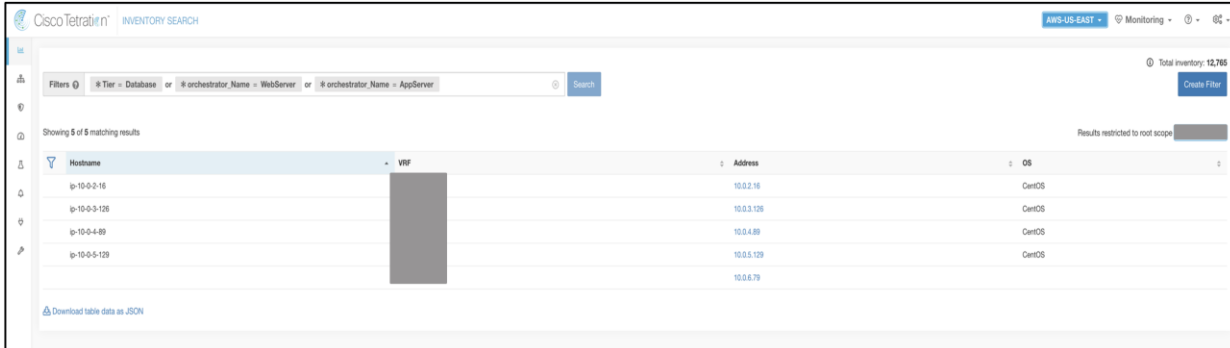 Cisco Tetration INVENTORY SEARCH AWS-US-EAST Monitoring
Total inventory: 12,765
Filters * Tier = Database or * orchestrator_Name = WebServer or * orchestrator_Name = AppServer Search Create Filter
Showing 5 of 5 matching results Results restricted to root scope
Hostname VRF Address OS
ip-10-0-2-16 10.0.2.16 CentOS
ip-10-0-3-126 10.0.3.126 CentOS
ip-10-0-4-89 10.0.4.89 CentOS
ip-10-0-5-129 10.0.5.129 CentOS
10.0.6.79
Download table data as JSON